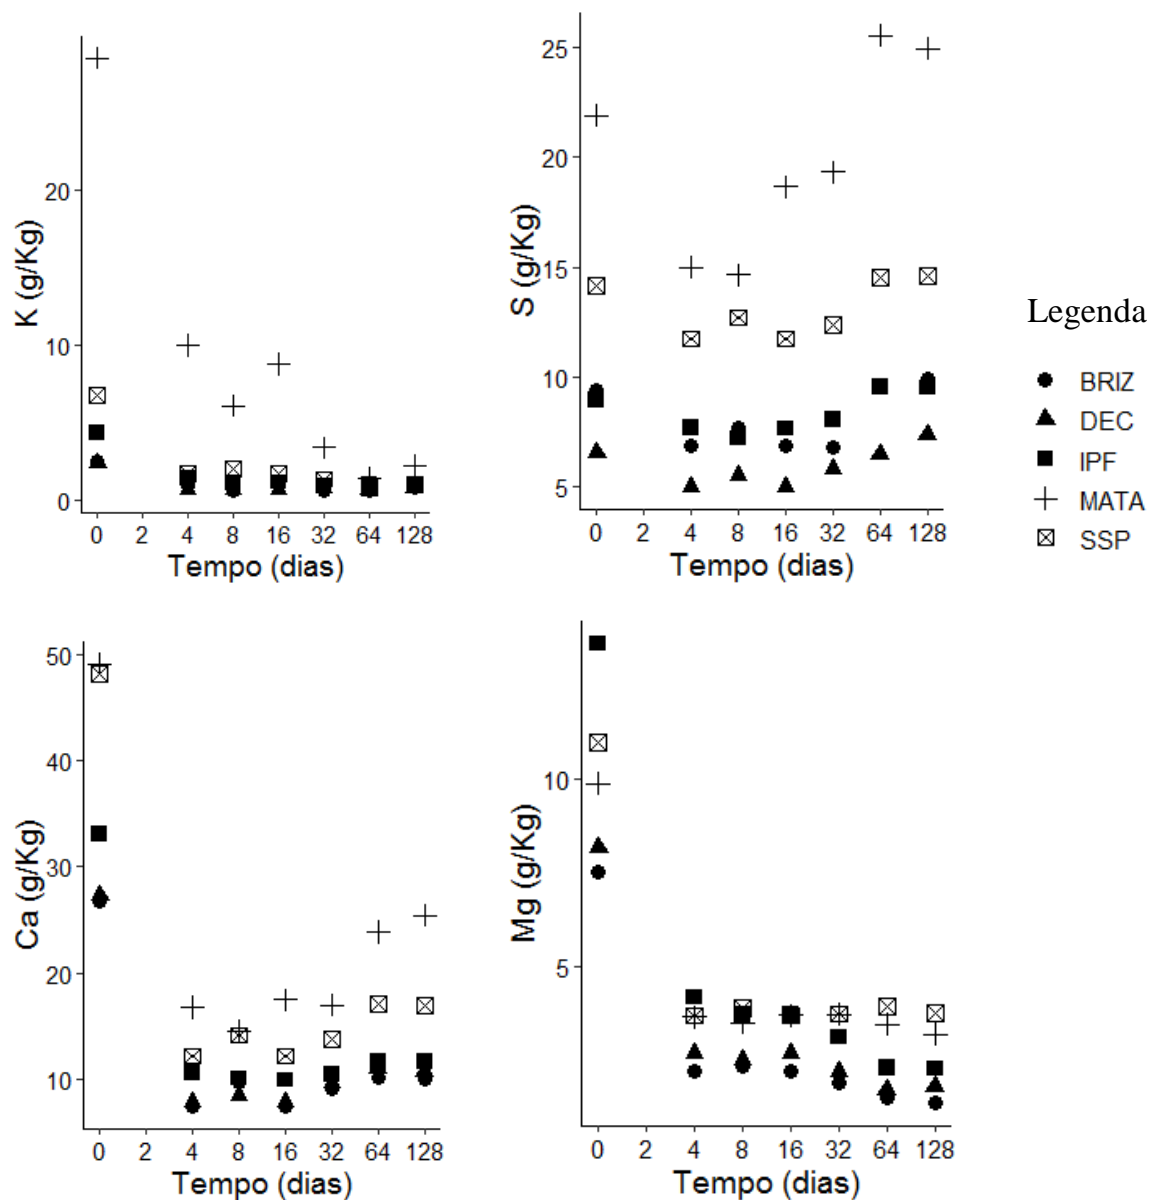 K (g/Kg)
20
10
0
0 2 4 8 16 32 64 128
Tempo (dias)
S (g/Kg)
25
20
15
10
5
0 2 4 8 16 32 64 128
Tempo (dias)
Legenda
BRIZ
DEC
IPF
MATA
SSP
Ca (g/Kg)
50
40
30
20
10
0 2 4 8 16 32 64 128
Tempo (dias)
Mg (g/Kg)
10
5
0 2 4 8 16 32 64 128
Tempo (dias)